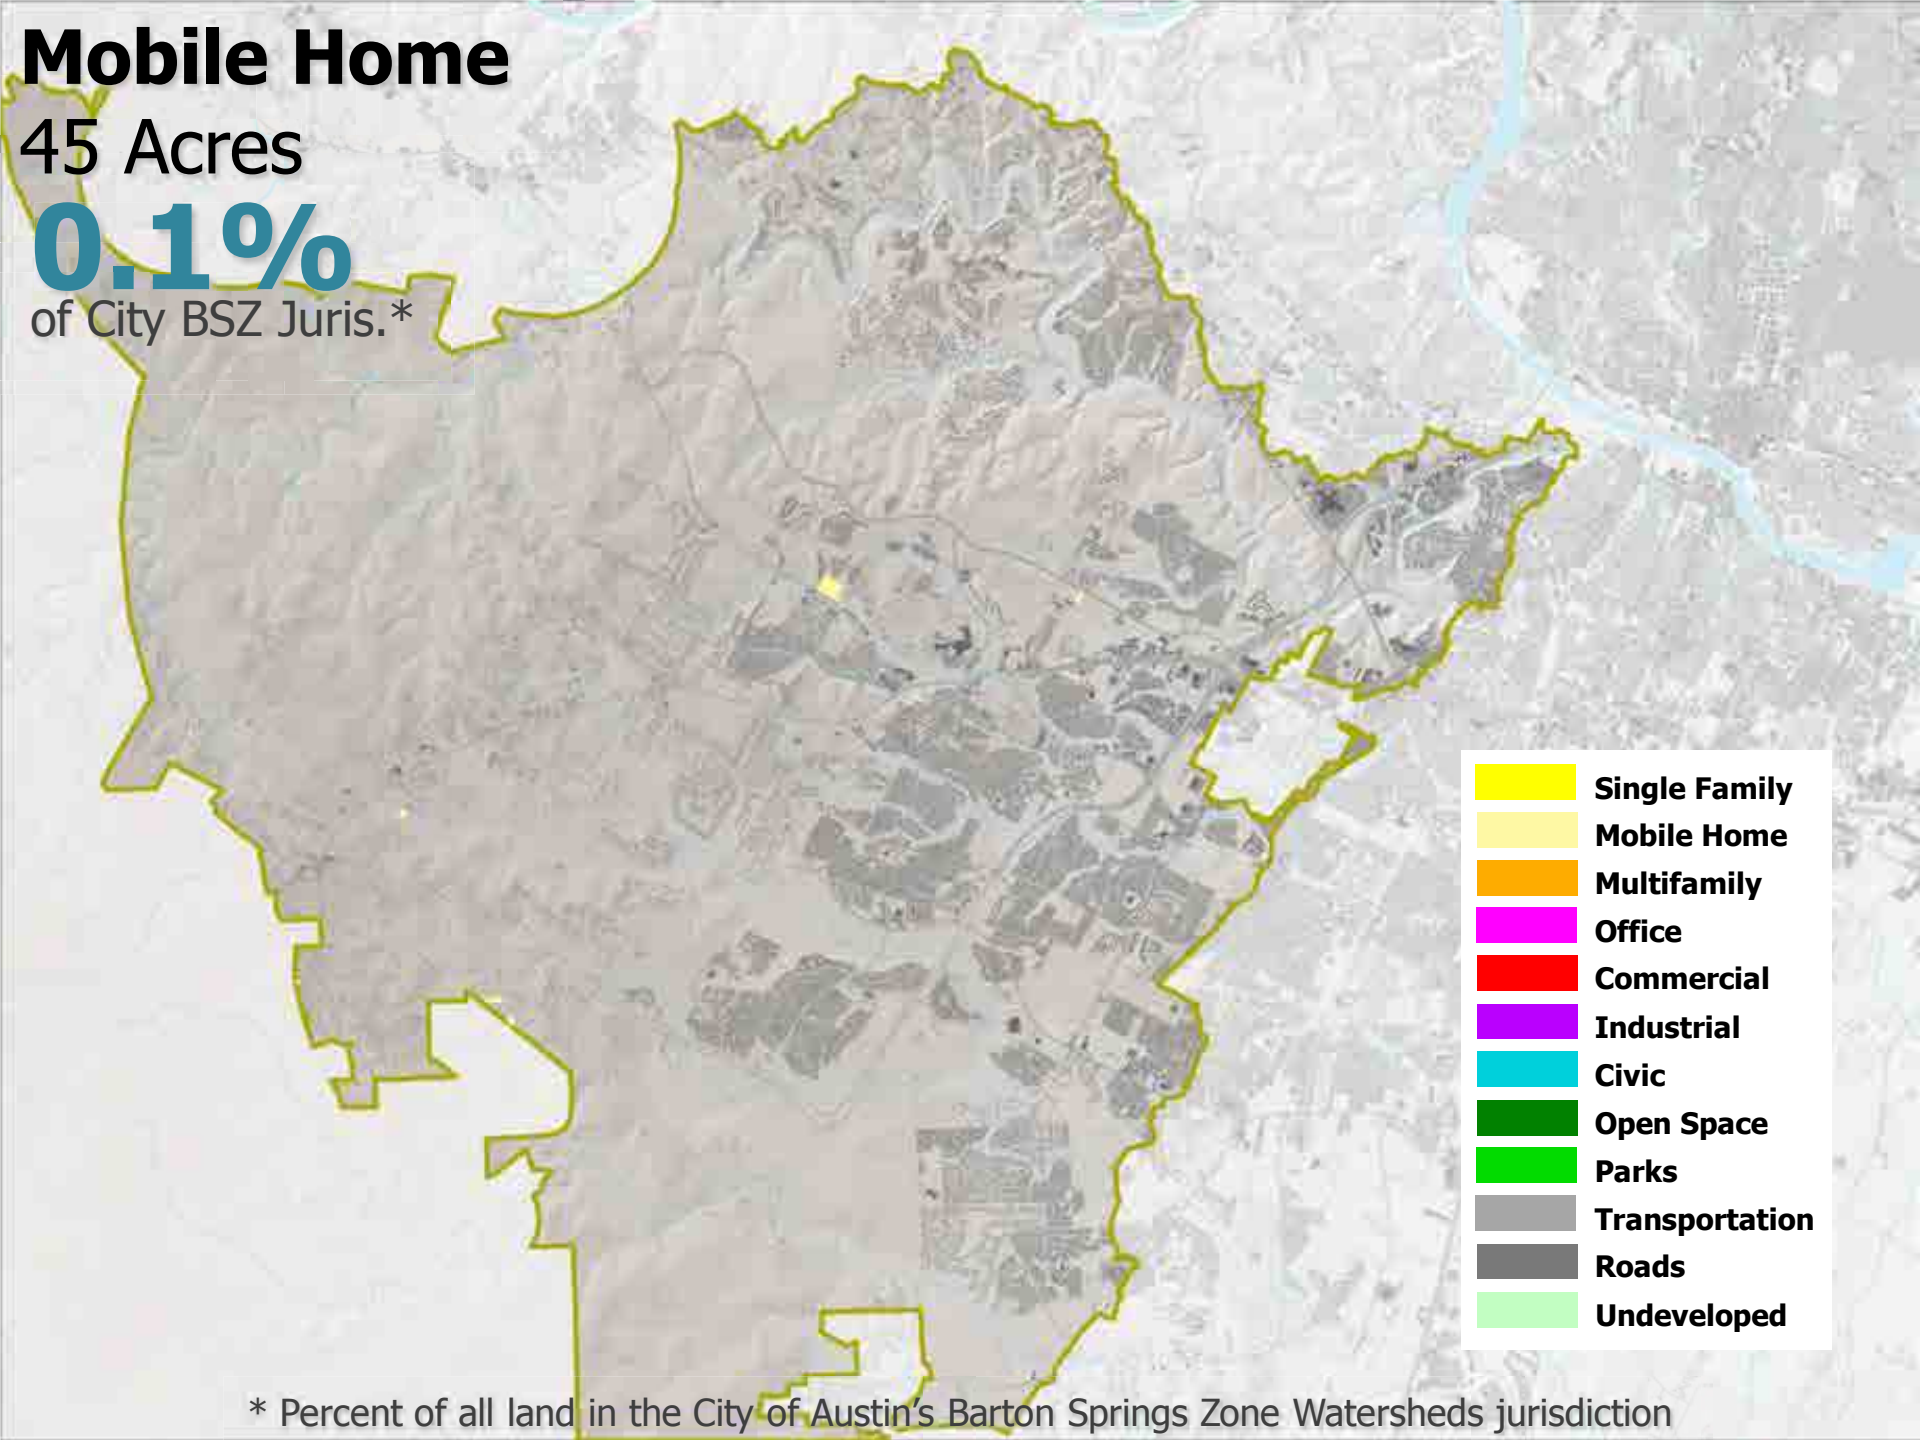 Mobile Home
45 Acres
0.1%
of City BSZ Juris.*
Single Family
Mobile Home
Multifamily
Office
Commercial
Industrial
Civic
Open Space
Parks
Transportation
Roads
Undeveloped
* Percent of all land in the City of Austin’s Barton Springs Zone Watersheds jurisdiction